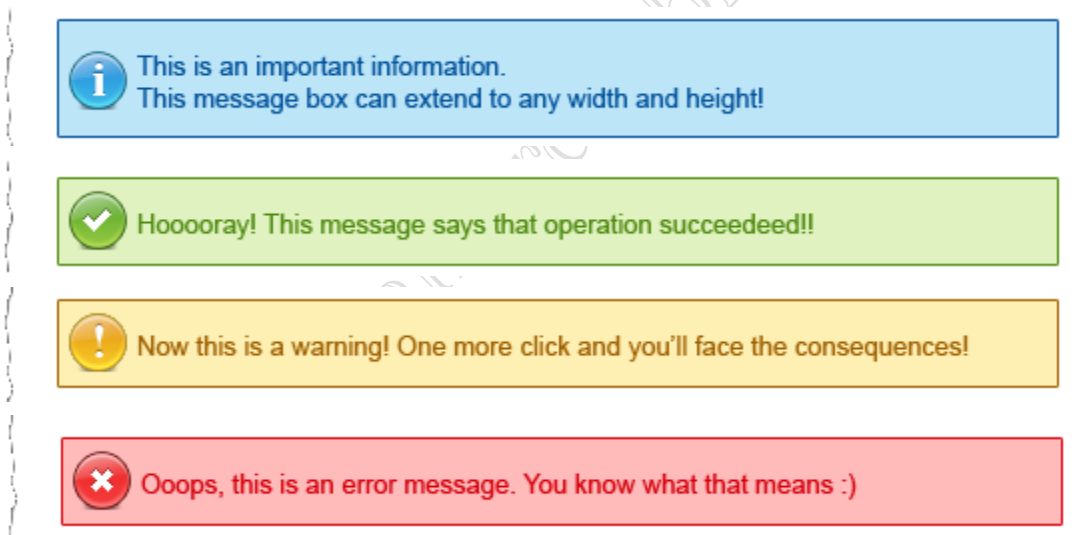 This is an important information.
This message box can extend to any width and height!
Hooooray! This message says that operation succeedeed!!
Now this is a warning! One more click and you'll face the consequences!
Ooops, this is an error message. You know what that means :)